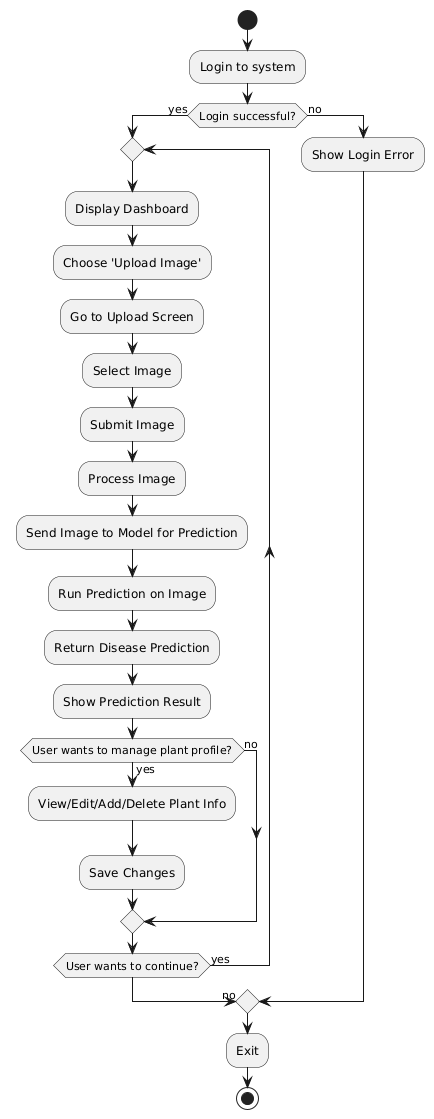 Login to system
yes
Login successful?
no
Show Login Error
Display Dashboard
Choose 'Upload Image'
Go to Upload Screen
Select Image
Submit Image
Process Image
Send Image to Model for Prediction
Run Prediction on Image
Return Disease Prediction
Show Prediction Result
User wants to manage plant profile?
no
yes
View/Edit/Add/Delete Plant Info
Save Changes
User wants to continue?
yes
no
Exit